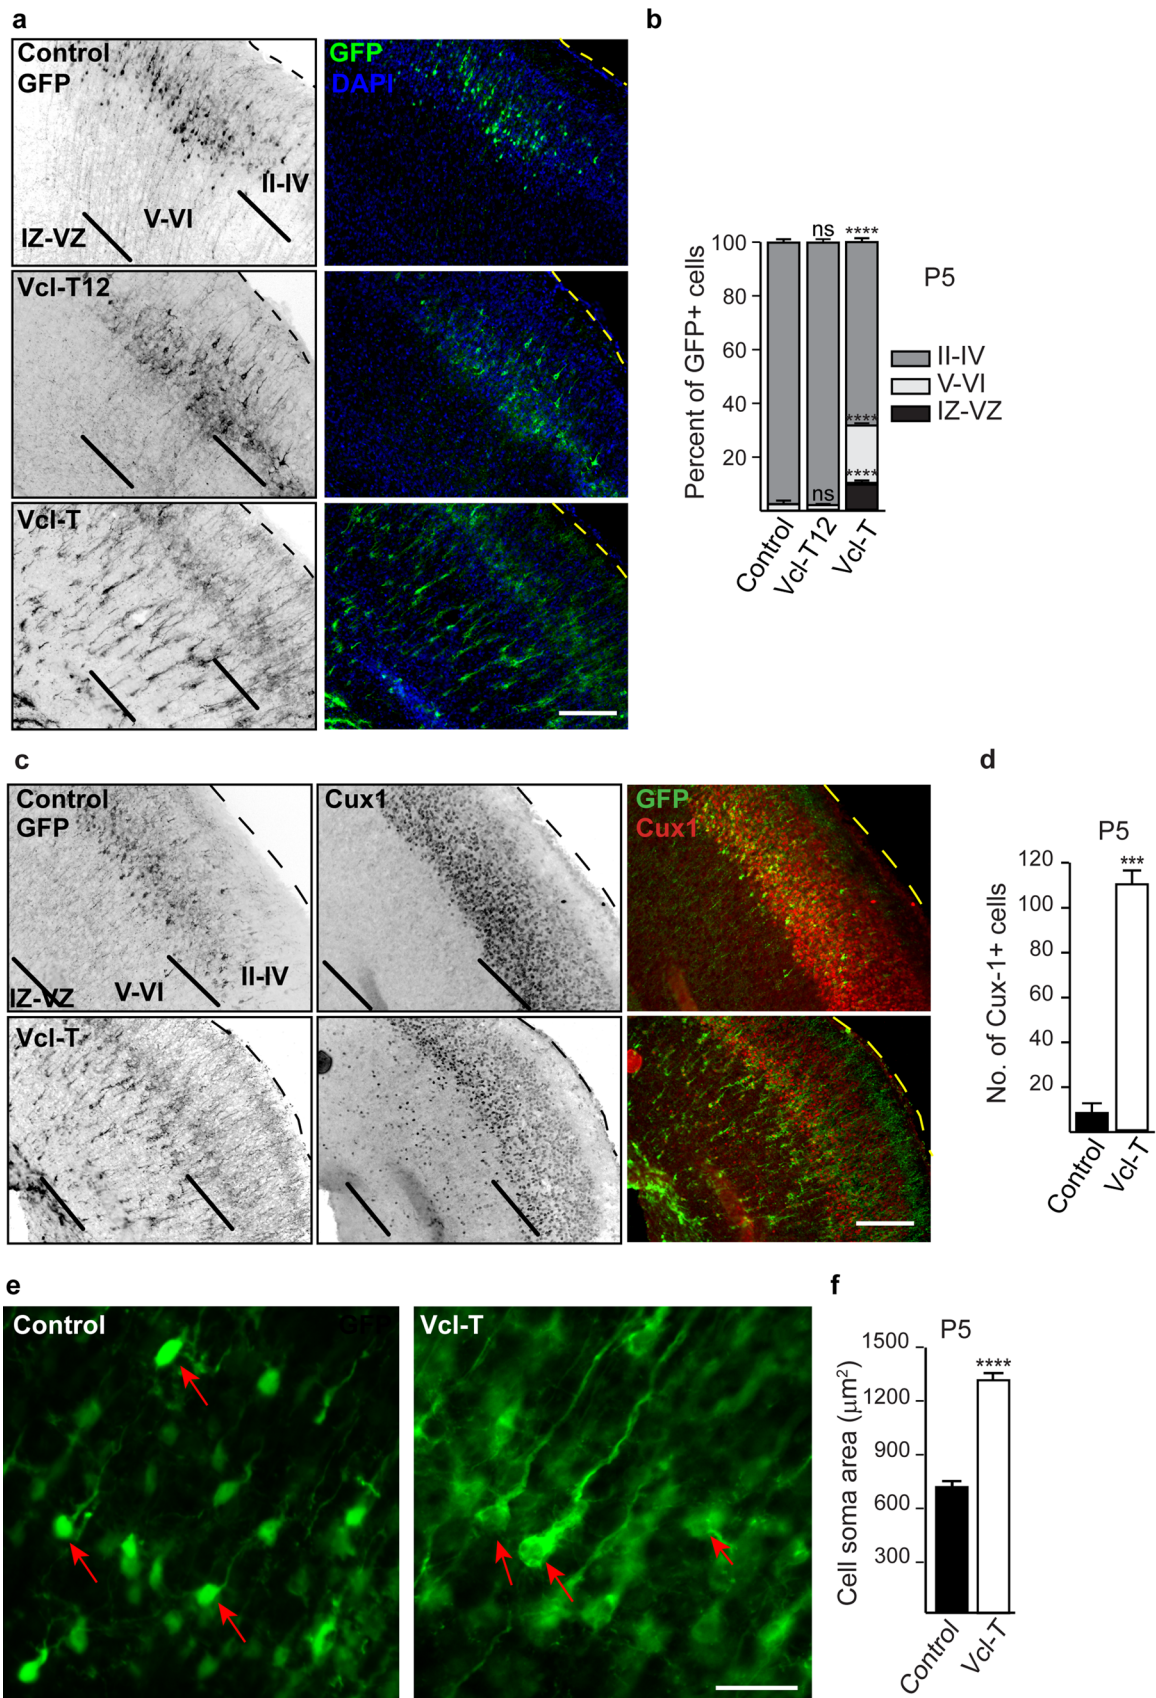 a
Control
GFP
II-IV
V-VI
IZ-VZ
GFP
DAPI
Vcl-T12
Vcl-T
b
Percent of GFP+ cells
100
80
60
40
20
ns
****
****
****
ns
Control
Vcl-T12
Vcl-T
P5
II-IV
V-VI
IZ-VZ
c
Control
GFP
IZ-VZ
V-VI
II-IV
Cux1
GFP
Cux1
Vcl-T
d
P5
No. of Cux-1+ cells
120
100
80
60
40
20
***
Control
Vcl-T
e
Control
GFP
Vcl-T
f
P5
Cell soma area (μm²)
1500
1200
900
600
300
****
Control
Vcl-T